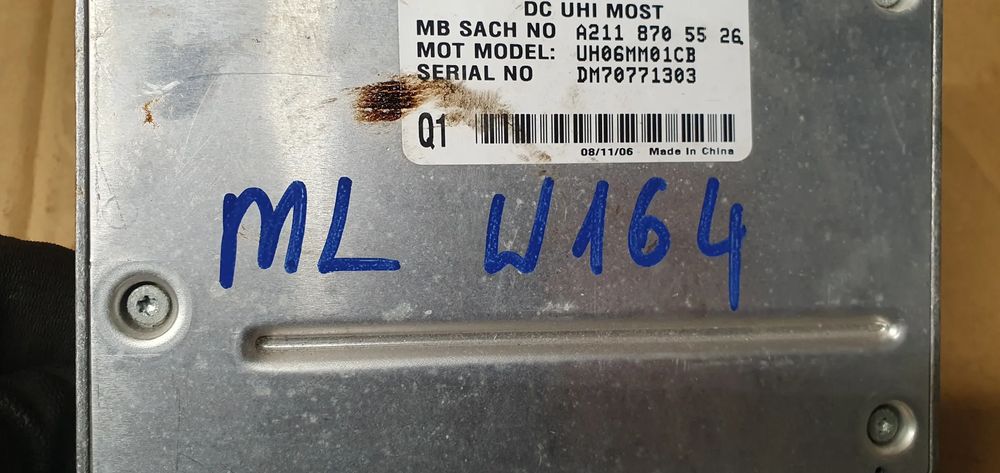 DC UHI MOST
MB SACH NO A211 870 55 26
MOT MODEL: UH06MM01CB
SERIAL NO DM70771303
Q1
08/11/06 Made In China
ML W164